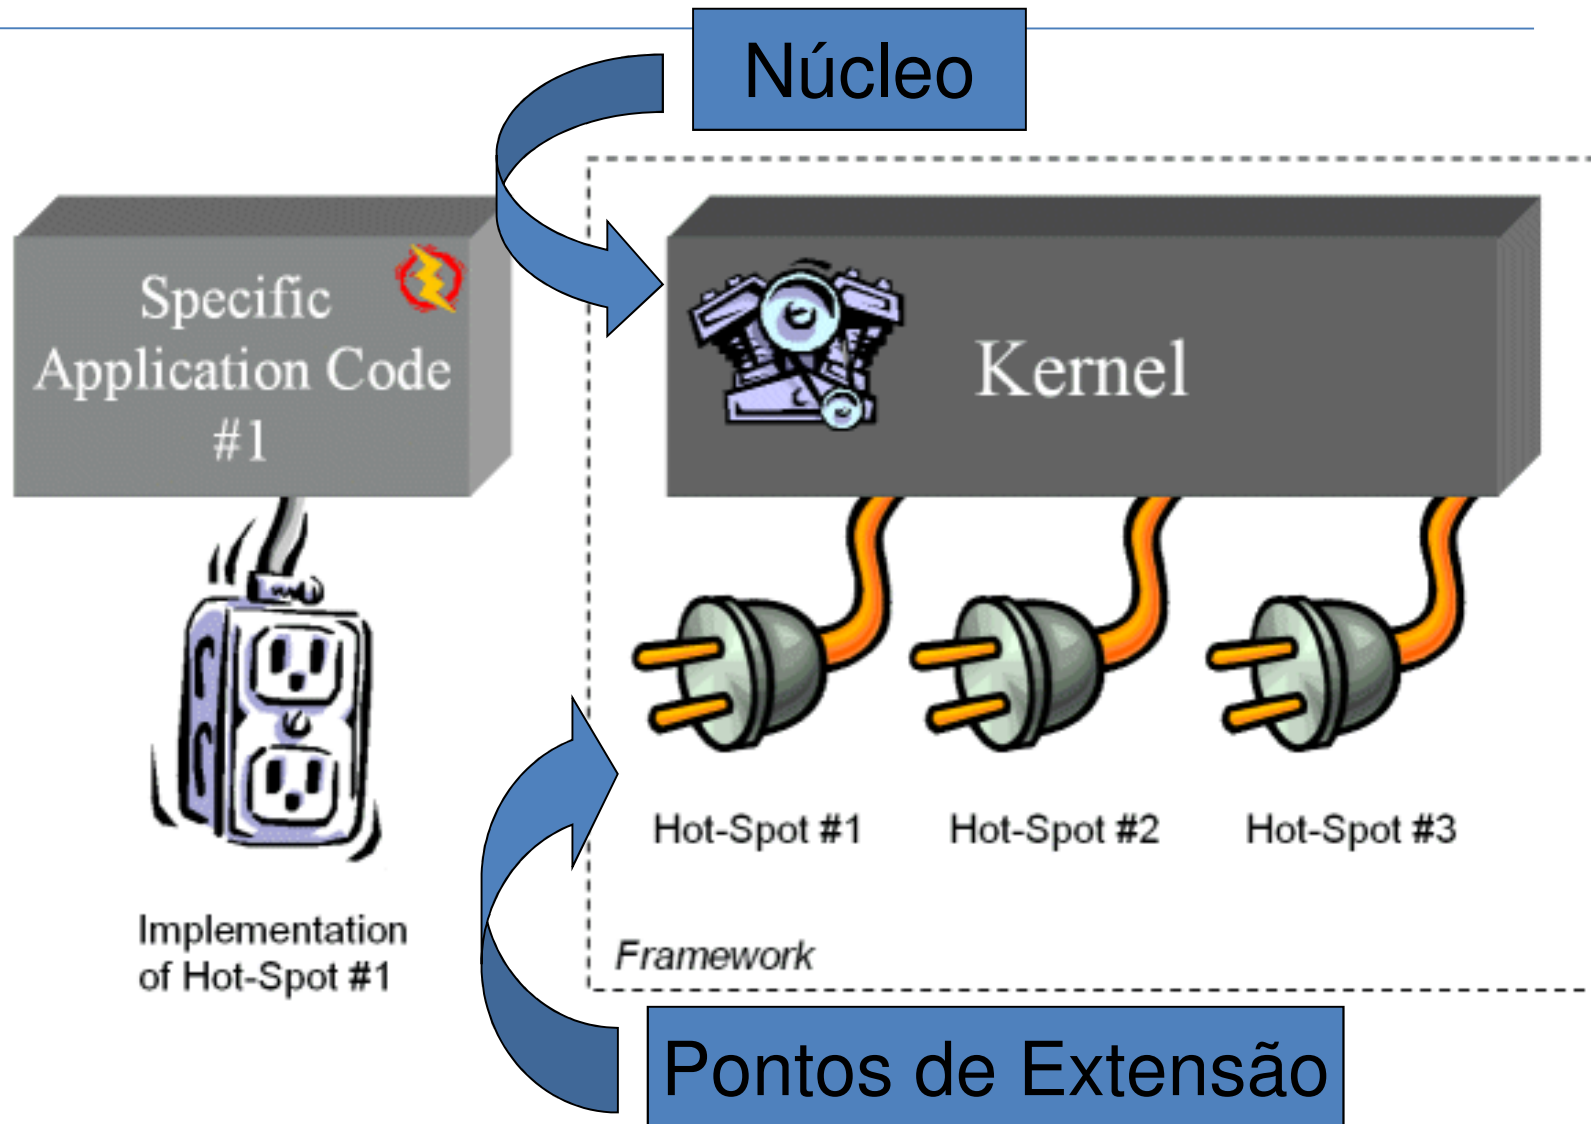 Núcleo
Specific
Application Code
#1
Kernel
Hot-Spot #1
Hot-Spot #2
Hot-Spot #3
Implementation
of Hot-Spot #1
Framework
Pontos de Extensão